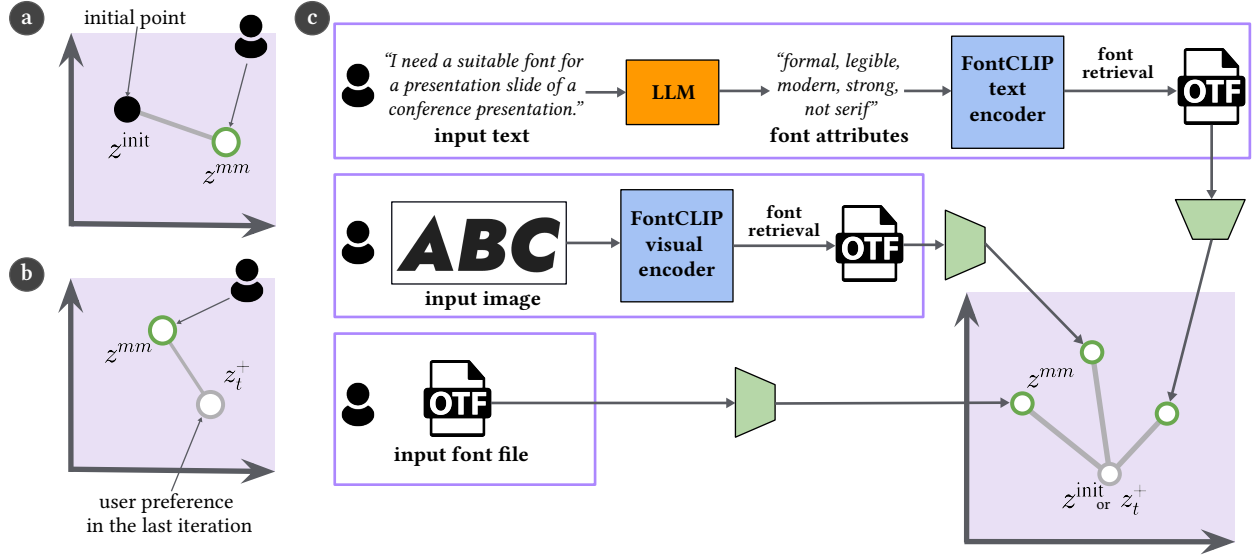 a
initial point
z^init
z^mm
b
z^mm
z_t^+
user preference
in the last iteration
c
“I need a suitable font for
a presentation slide of a
conference presentation.”
input text
LLM
“formal, legible,
modern, strong,
not serif”
font attributes
FontCLIP
text
encoder
font
retrieval
OTF
ABC
input image
FontCLIP
visual
encoder
font
retrieval
OTF
OTF
input font file
z^mm
z^init or z_t^+